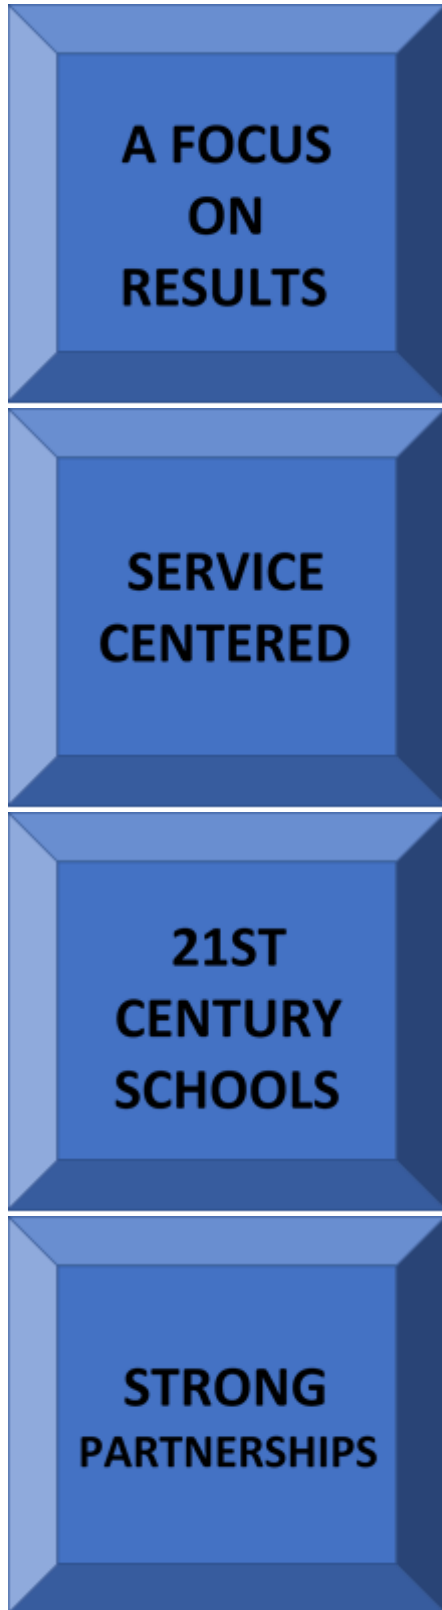 A FOCUS
ON
RESULTS
SERVICE
CENTERED
21ST
CENTURY
SCHOOLS
STRONG
PARTNERSHIPS